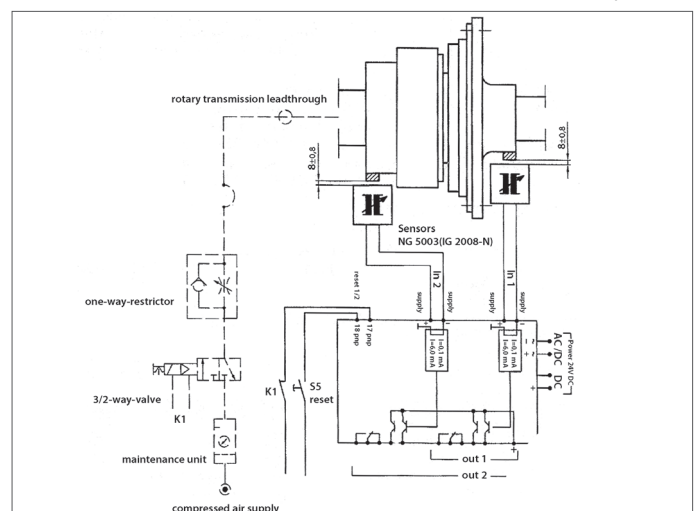 rotary transmission leadthrough
8±0,8
8±0,8
Sensors
NG 5003(IG 2008-N)
In 2
In 1
reset 1/2
supply
supply
supply
supply
one-way-restrictor
17 pnp
18 pnp
+
-
+
-
I=0,1 mA
I=6,0 mA
I=0,1 mA
I=6,0 mA
Power 24V DC
AC/DC
DC
- ~
+ ~
-
+
K1
S5
reset
3/2-way-valve
K1
maintenance unit
+
out 1
out 2
compressed air supply